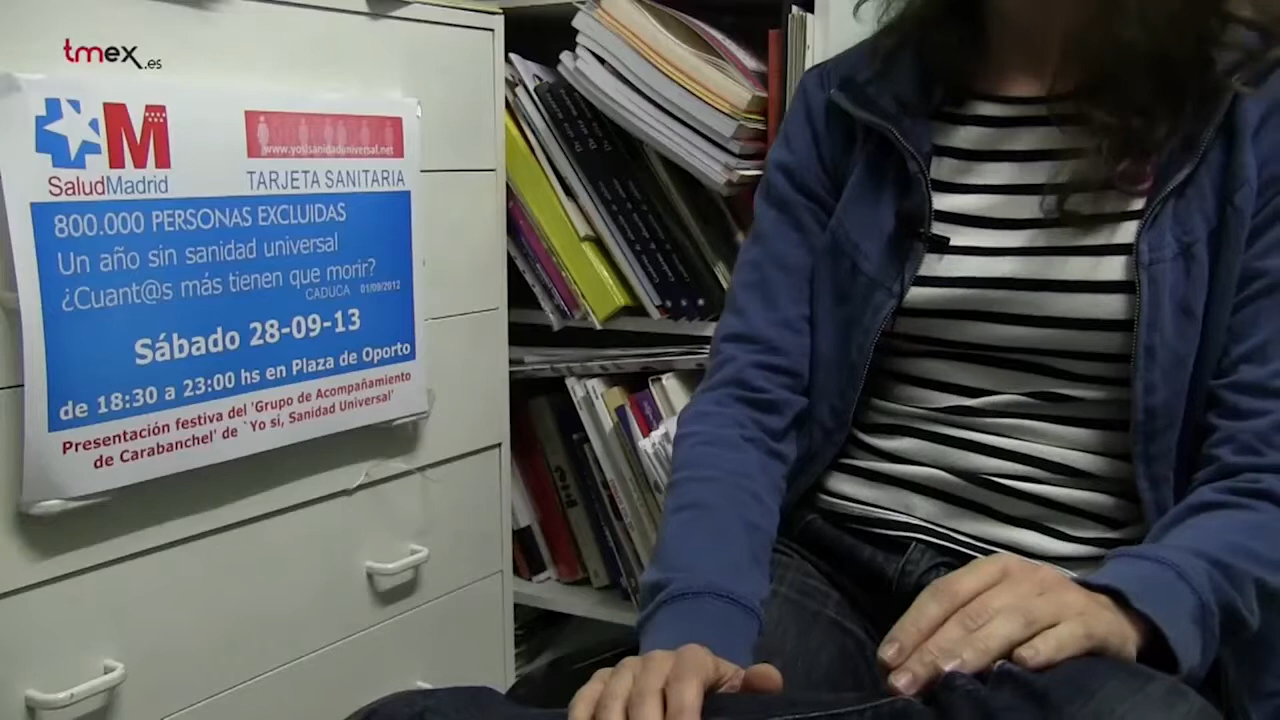 tmex.es
SaludMadrid
www.yosisanidaduniversal.net
TARJETA SANITARIA
800.000 PERSONAS EXCLUIDAS
Un año sin sanidad universal
¿Cuant@s más tienen que morir?
CADUCA 01/09/2012
Sábado 28-09-13
de 18:30 a 23:00 hs en Plaza de Oporto
Presentación festiva del 'Grupo de Acompañamiento
de Carabanchel' de `Yo sí, Sanidad Universal'